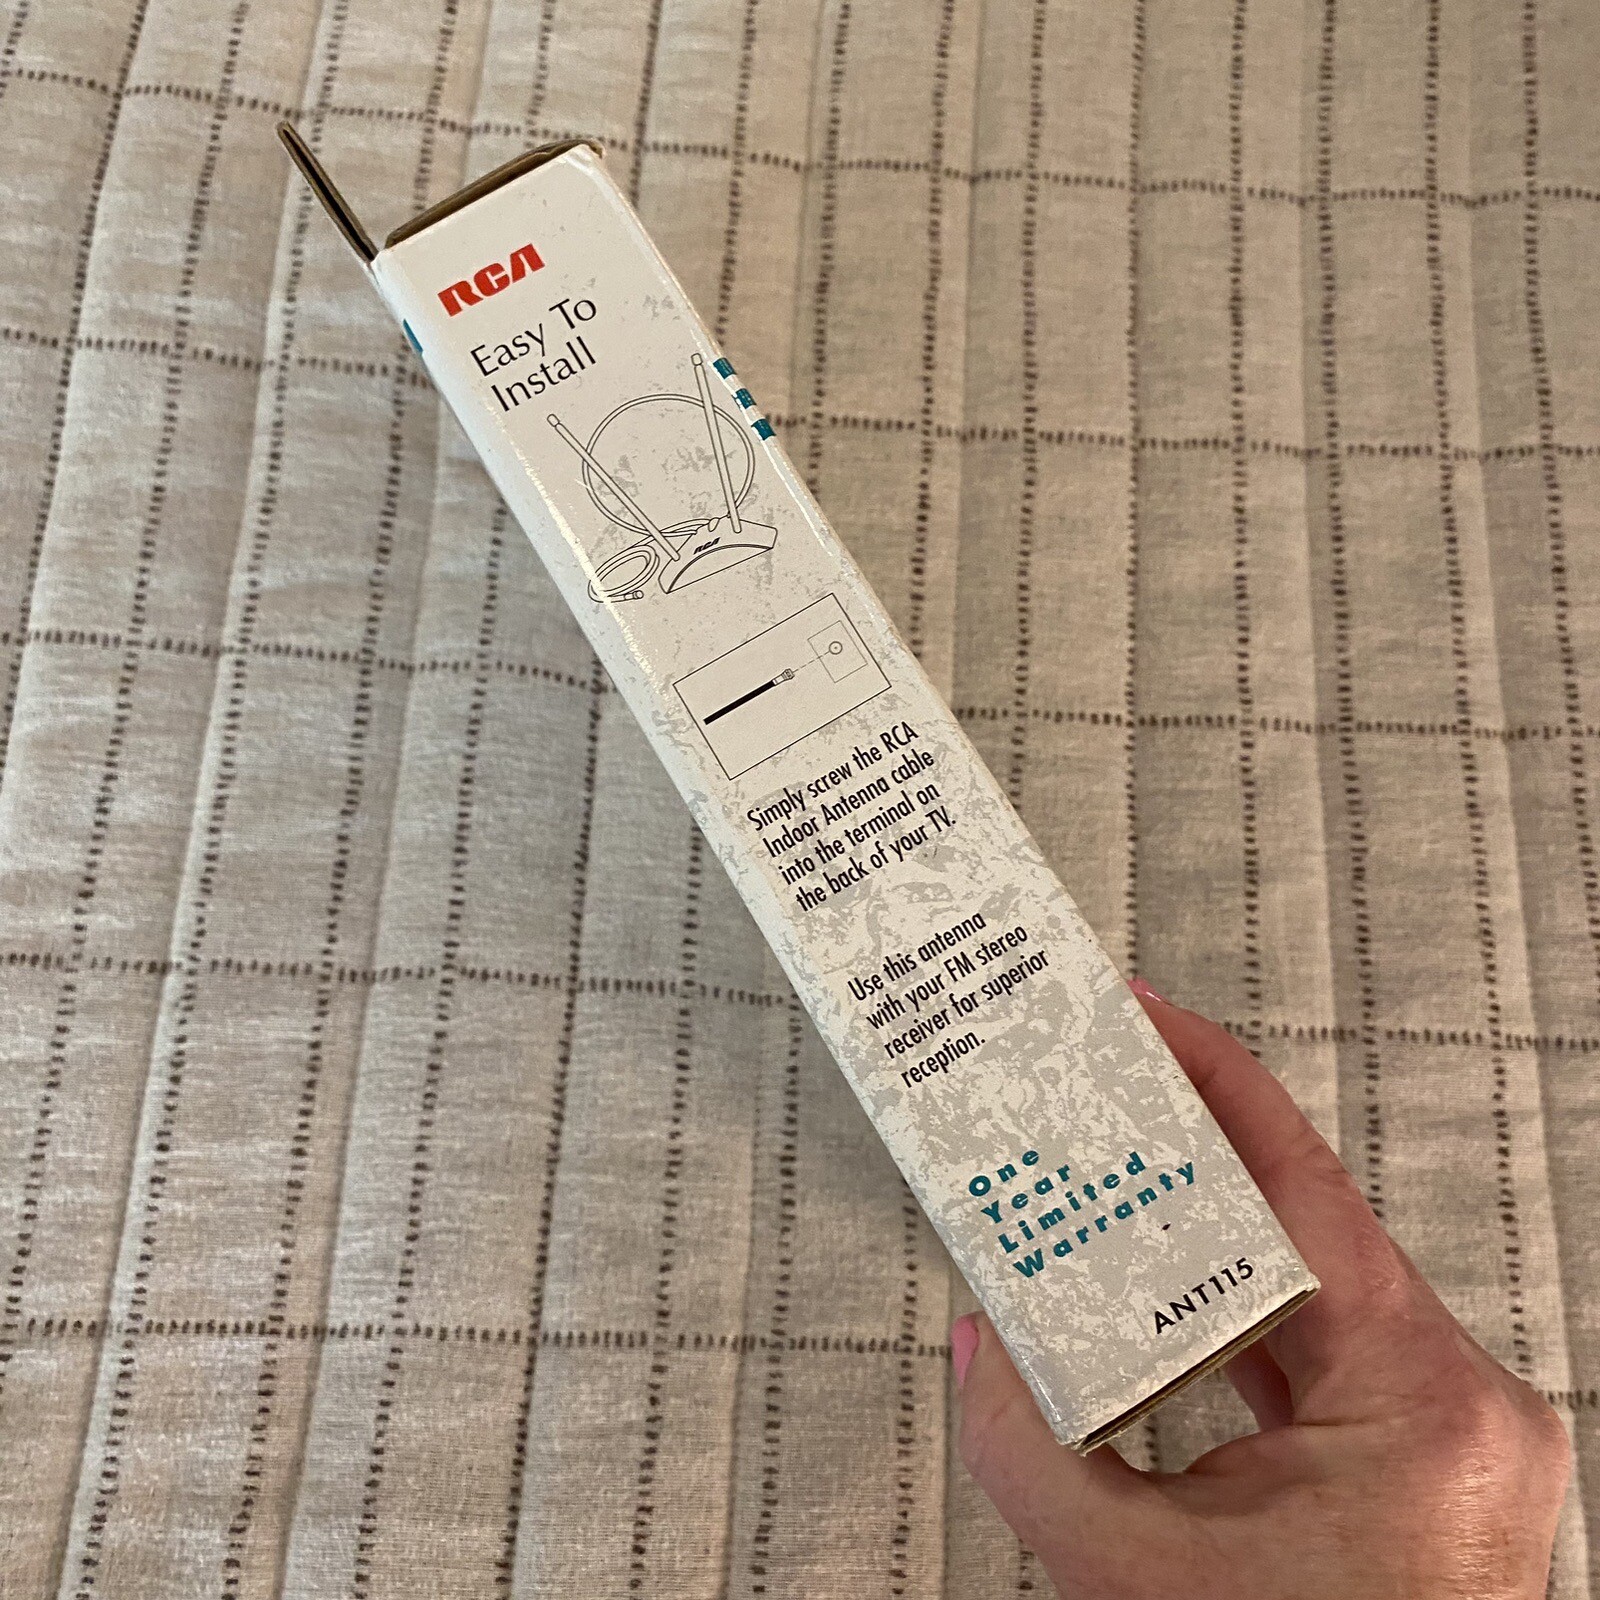 RCA
Easy To
Install
RCA
Simply screw the RCA
Indoor Antenna cable
into the terminal on
the back of your TV.
Use this antenna
with your FM stereo
receiver for superior
reception.
One
Year
Limited
Warranty
ANT115